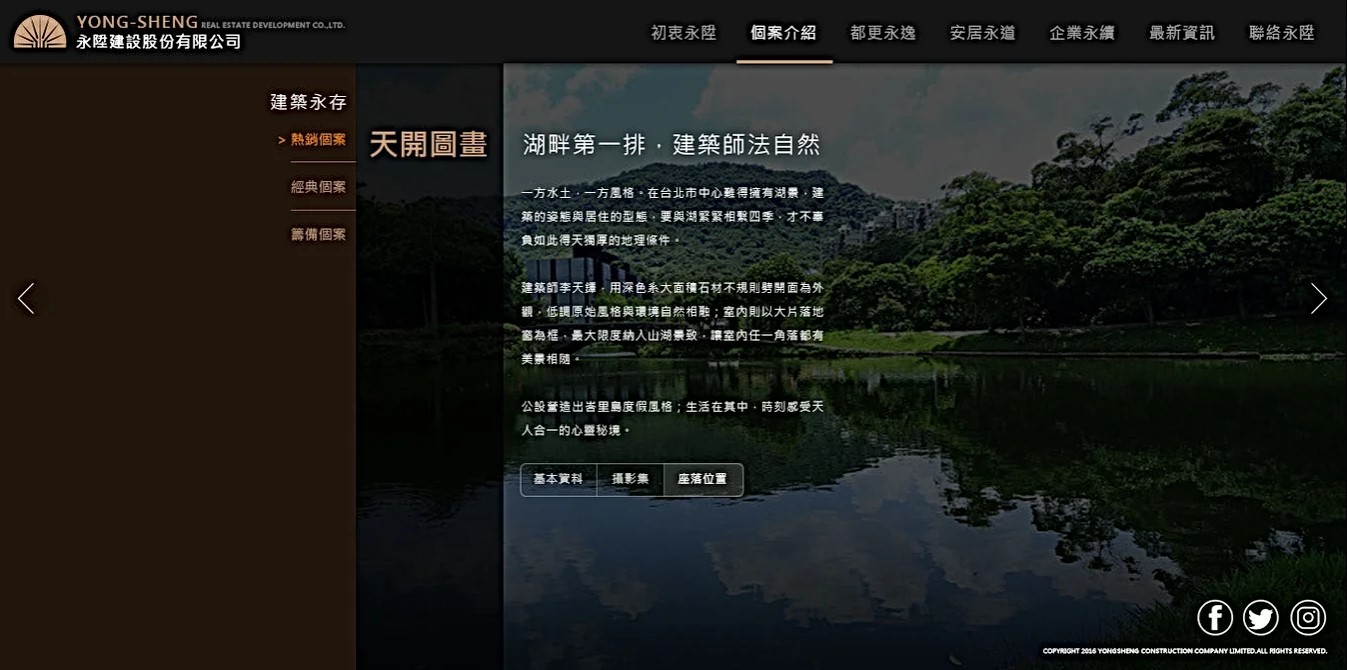 YONG-SHENG REAL ESTATE DEVELOPMENT CO.,LTD.
永陞建設股份有限公司
初衷永陞 個案介紹 都更永逸 安居永道 企業永續 最新資訊 聯絡永陞
建築永存
> 熱銷個案
經典個案
籌備個案
天開圖畫
湖畔第一排，建築師法自然
一方水土，一方風格。在台北市中心難得擁有湖景，建
築的姿態與居住的型態，要與湖緊緊相繫四季，才不辜
負如此得天獨厚的地理條件。
建築師李天鐸，用深色系大面積石材不規則劈開面為外
觀，低調原始風格與環境自然相融；室內則以大片落地
窗為框，最大限度納入山湖景致，讓室內任一角落都有
美景相隨。
公設營造出峇里島度假風格；生活在其中，時刻感受天
人合一的心靈秘境。
基本資料 攝影集 座落位置
COPYRIGHT 2016 YONGSHENG CONSTRUCTION COMPANY LIMITED.ALL RIGHTS RESERVED.